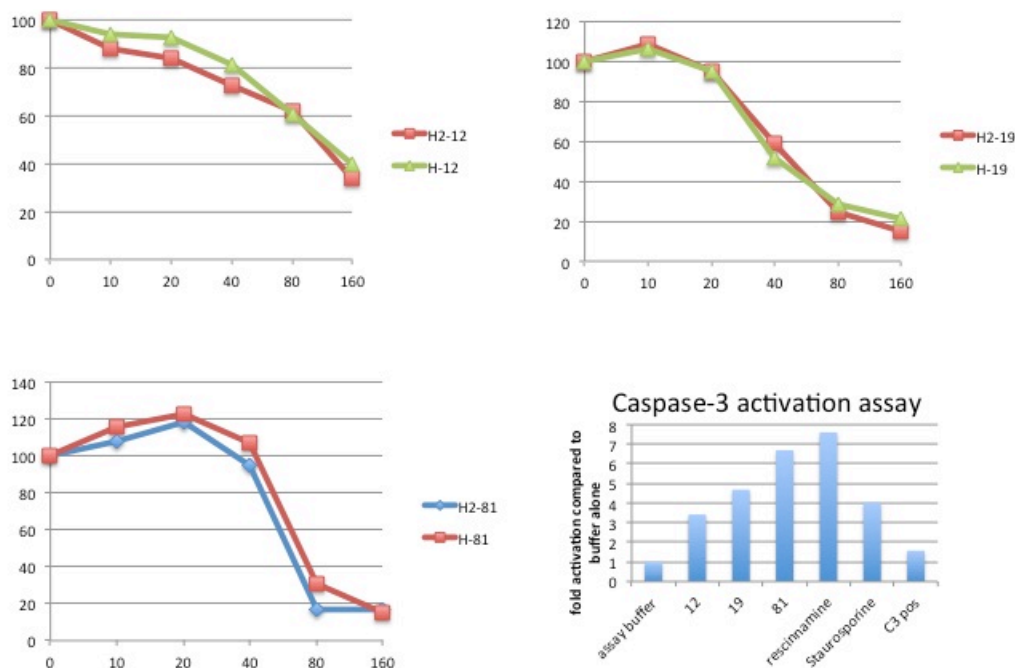 100
80
60
40
20
0
0 10 20 40 80 160
H2-12
H-12
120
100
80
60
40
20
0
0 10 20 40 80 160
H2-19
H-19
140
120
100
80
60
40
20
0
0 10 20 40 80 160
H2-81
H-81
Caspase-3 activation assay
fold activation compared to
buffer alone
8
7
6
5
4
3
2
1
0
assay buffer 12 19 81 rescinnamine Staurosporine C3 pos